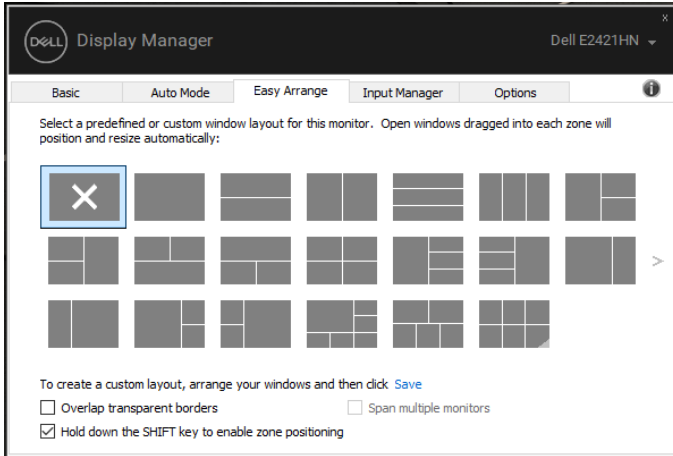 DELL Display Manager
x
Dell E2421HN
Basic Auto Mode Easy Arrange Input Manager Options
Select a predefined or custom window layout for this monitor. Open windows dragged into each zone will
position and resize automatically:
To create a custom layout, arrange your windows and then click Save
Overlap transparent borders Span multiple monitors
Hold down the SHIFT key to enable zone positioning